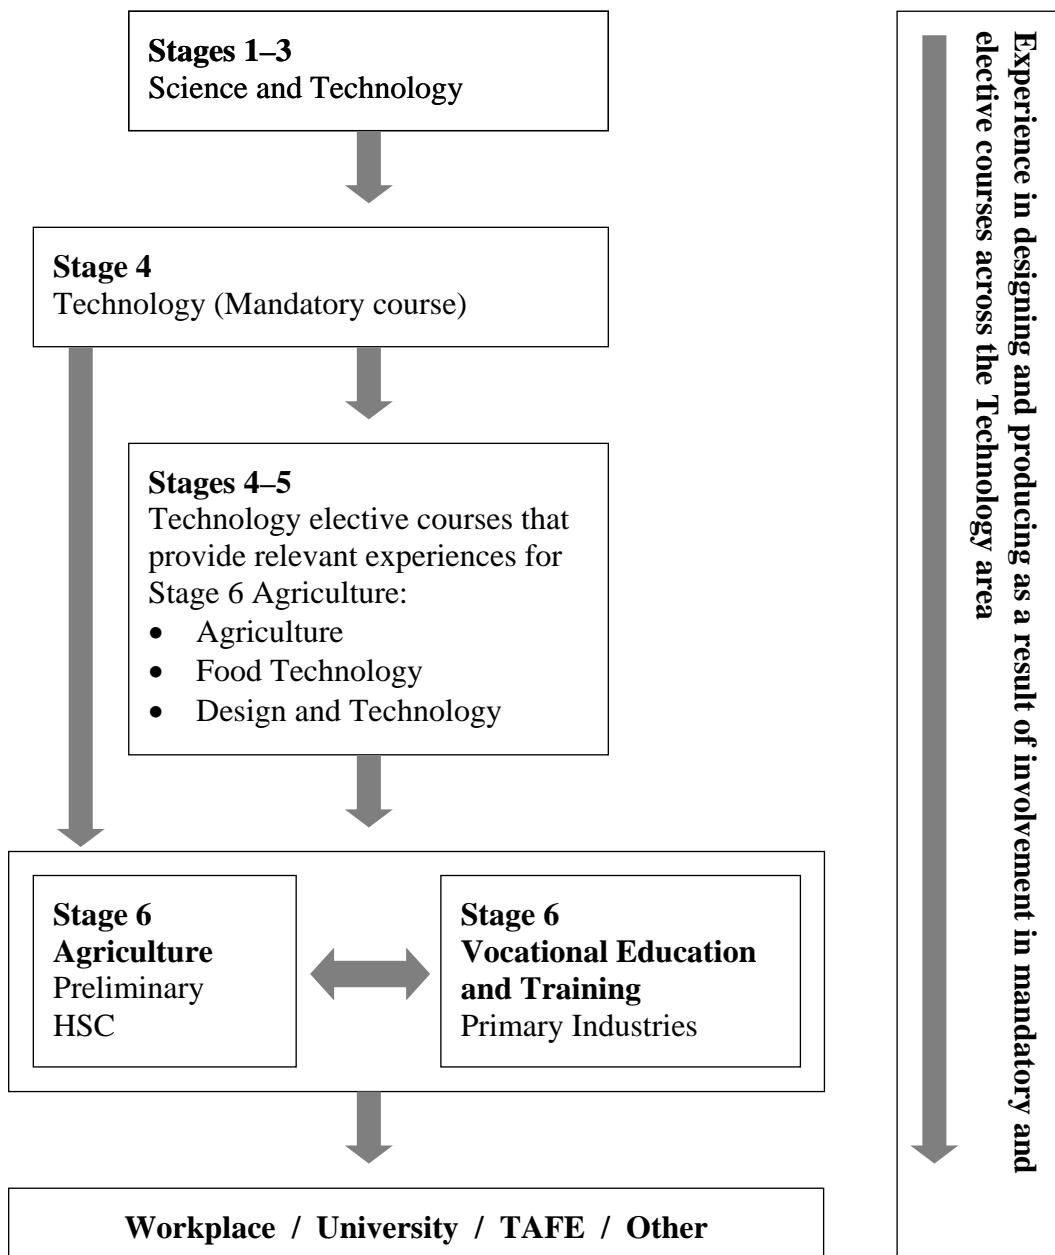 Stages 1–3
Science and Technology
Stage 4
Technology (Mandatory course)
Stages 4–5
Technology elective courses that
provide relevant experiences for
Stage 6 Agriculture:
• Agriculture
• Food Technology
• Design and Technology
Stage 6
Agriculture
Preliminary
HSC
Stage 6
Vocational Education
and Training
Primary Industries
Workplace / University / TAFE / Other
Experience in designing and producing as a result of involvement in mandatory and
elective courses across the Technology area